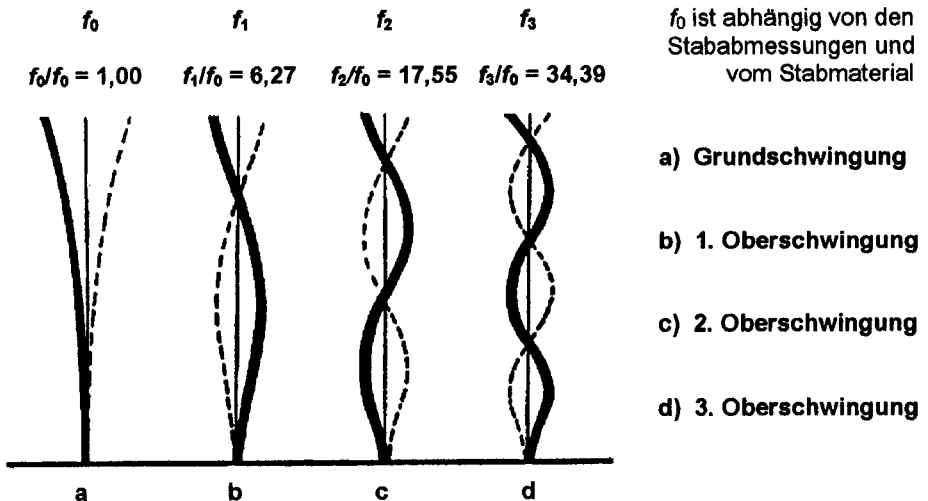 f₀ f₁ f₂ f₃
f₀/f₀ = 1,00 f₁/f₀ = 6,27 f₂/f₀ = 17,55 f₃/f₀ = 34,39
f₀ ist abhängig von den
Stababmessungen und
vom Stabmaterial
a) Grundschwingung
b) 1. Oberschwingung
c) 2. Oberschwingung
d) 3. Oberschwingung
a b c d